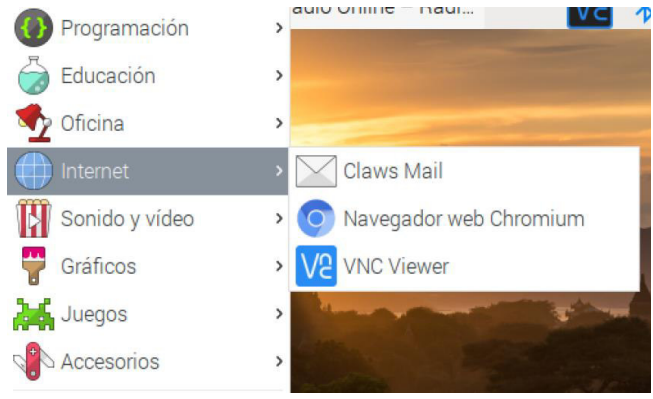 Programación
Educación
Oficina
Internet
Sonido y vídeo
Gráficos
Juegos
Accesorios
Claws Mail
Navegador web Chromium
VNC Viewer